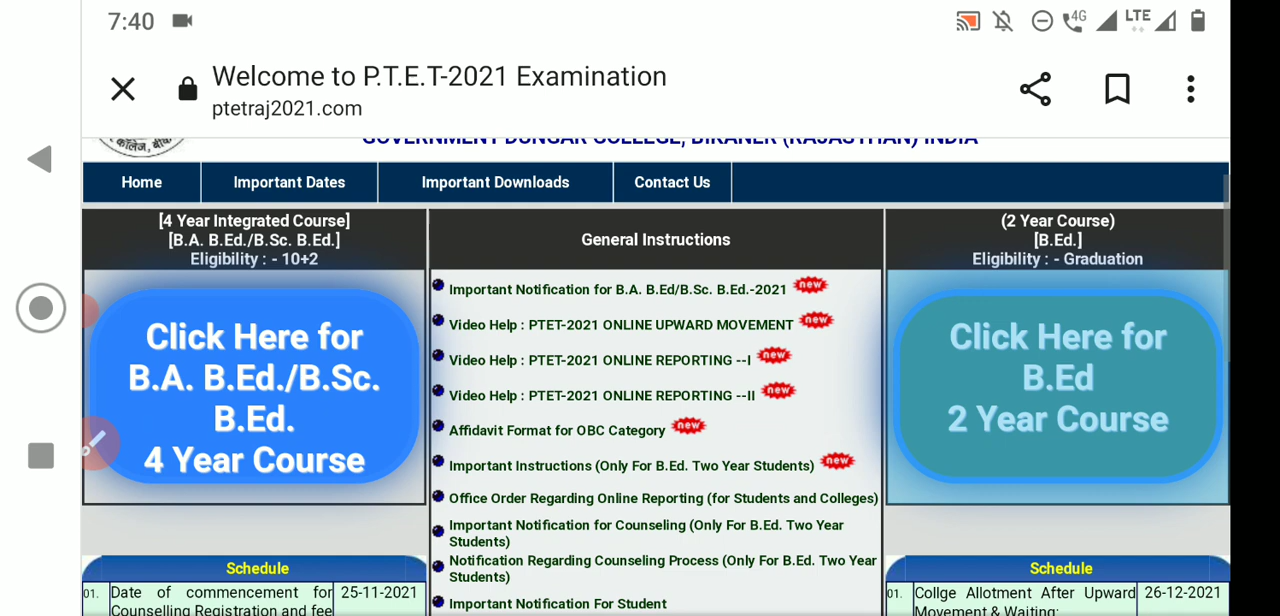 7:40
4G
LTE
Welcome to P.T.E.T-2021 Examination
ptetraj2021.com
कॉलेज,
GOVERNMENT DUNGAR COLLEGE, BIKANER (RAJASTHAN) INDIA
Home
Important Dates
Important Downloads
Contact Us
[4 Year Integrated Course]
[B.A. B.Ed./B.Sc. B.Ed.]
Eligibility : - 10+2
Click Here for
B.A. B.Ed./B.Sc.
B.Ed.
4 Year Course
Schedule
01.
Date of commencement for
Counselling Registration and fee
25-11-2021
General Instructions
Important Notification for B.A. B.Ed/B.Sc. B.Ed.-2021 new
Video Help : PTET-2021 ONLINE UPWARD MOVEMENT new
Video Help : PTET-2021 ONLINE REPORTING --I new
Video Help : PTET-2021 ONLINE REPORTING --II new
Affidavit Format for OBC Category new
Important Instructions (Only For B.Ed. Two Year Students) new
Office Order Regarding Online Reporting (for Students and Colleges)
Important Notification for Counseling (Only For B.Ed. Two Year
Students)
Notification Regarding Counseling Process (Only For B.Ed. Two Year
Students)
Important Notification For Student
(2 Year Course)
[B.Ed.]
Eligibility : - Graduation
Click Here for
B.Ed
2 Year Course
Schedule
01.
Collge Allotment After Upward
Movement & Waiting:
26-12-2021